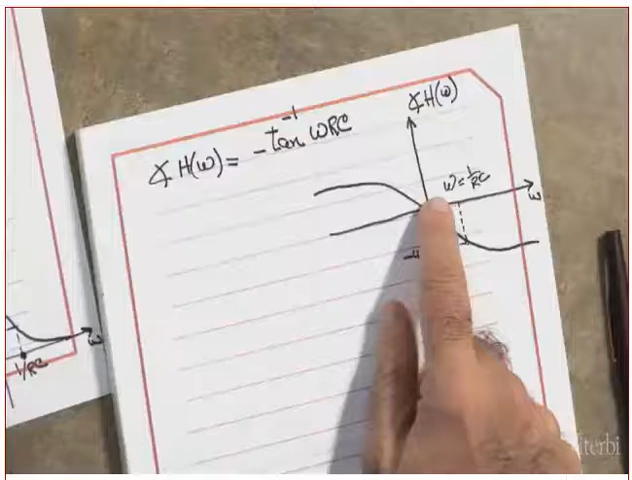 ∡H(ω)
∡ H(ω) = - tan⁻¹ ωRC
ω = 1/RC
ω
ω
1/RC